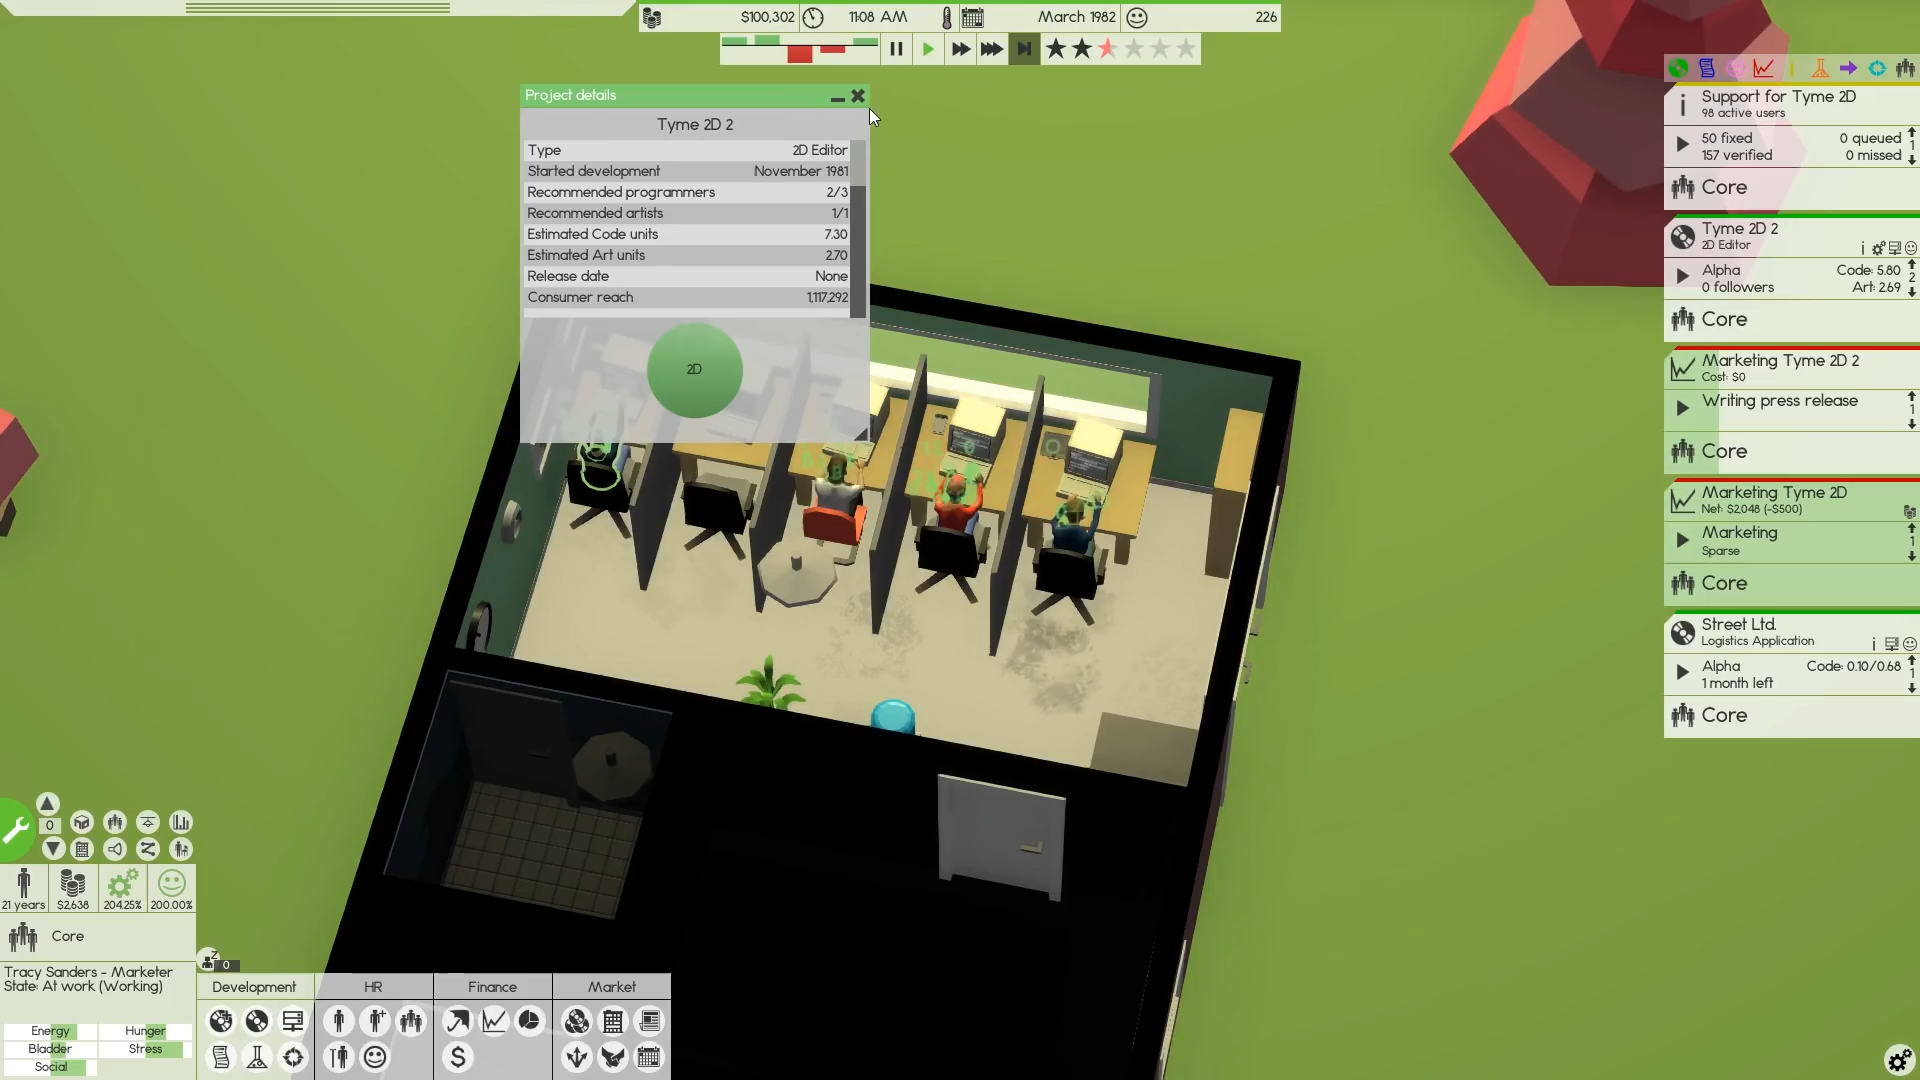 $100,302
11:08 AM
March 1982
226
Project details
Tyme 2D 2
Type 2D Editor
Started development November 1981
Recommended programmers 2/3
Recommended artists 1/1
Estimated Code units 7.30
Estimated Art units 2.70
Release date None
Consumer reach 1,117,292
2D
Support for Tyme 2D
98 active users
50 fixed 0 queued
157 verified 0 missed
1
Core
Tyme 2D 2
2D Editor
Alpha Code: 5.80
0 followers Art: 2.69
2
Core
Marketing Tyme 2D 2
Cost: $0
Writing press release
1
Core
Marketing Tyme 2D
Net: $2,048 (-$500)
Marketing
Sparse
1
Core
Street Ltd.
Logistics Application
Alpha Code: 0.10/0.68
1 month left
1
Core
0
21 years $2,638 204.25% 200.00%
Core
Tracy Sanders - Marketer
State: At work (Working)
Energy Hunger
Bladder Stress
Social
z
0
Development HR Finance Market